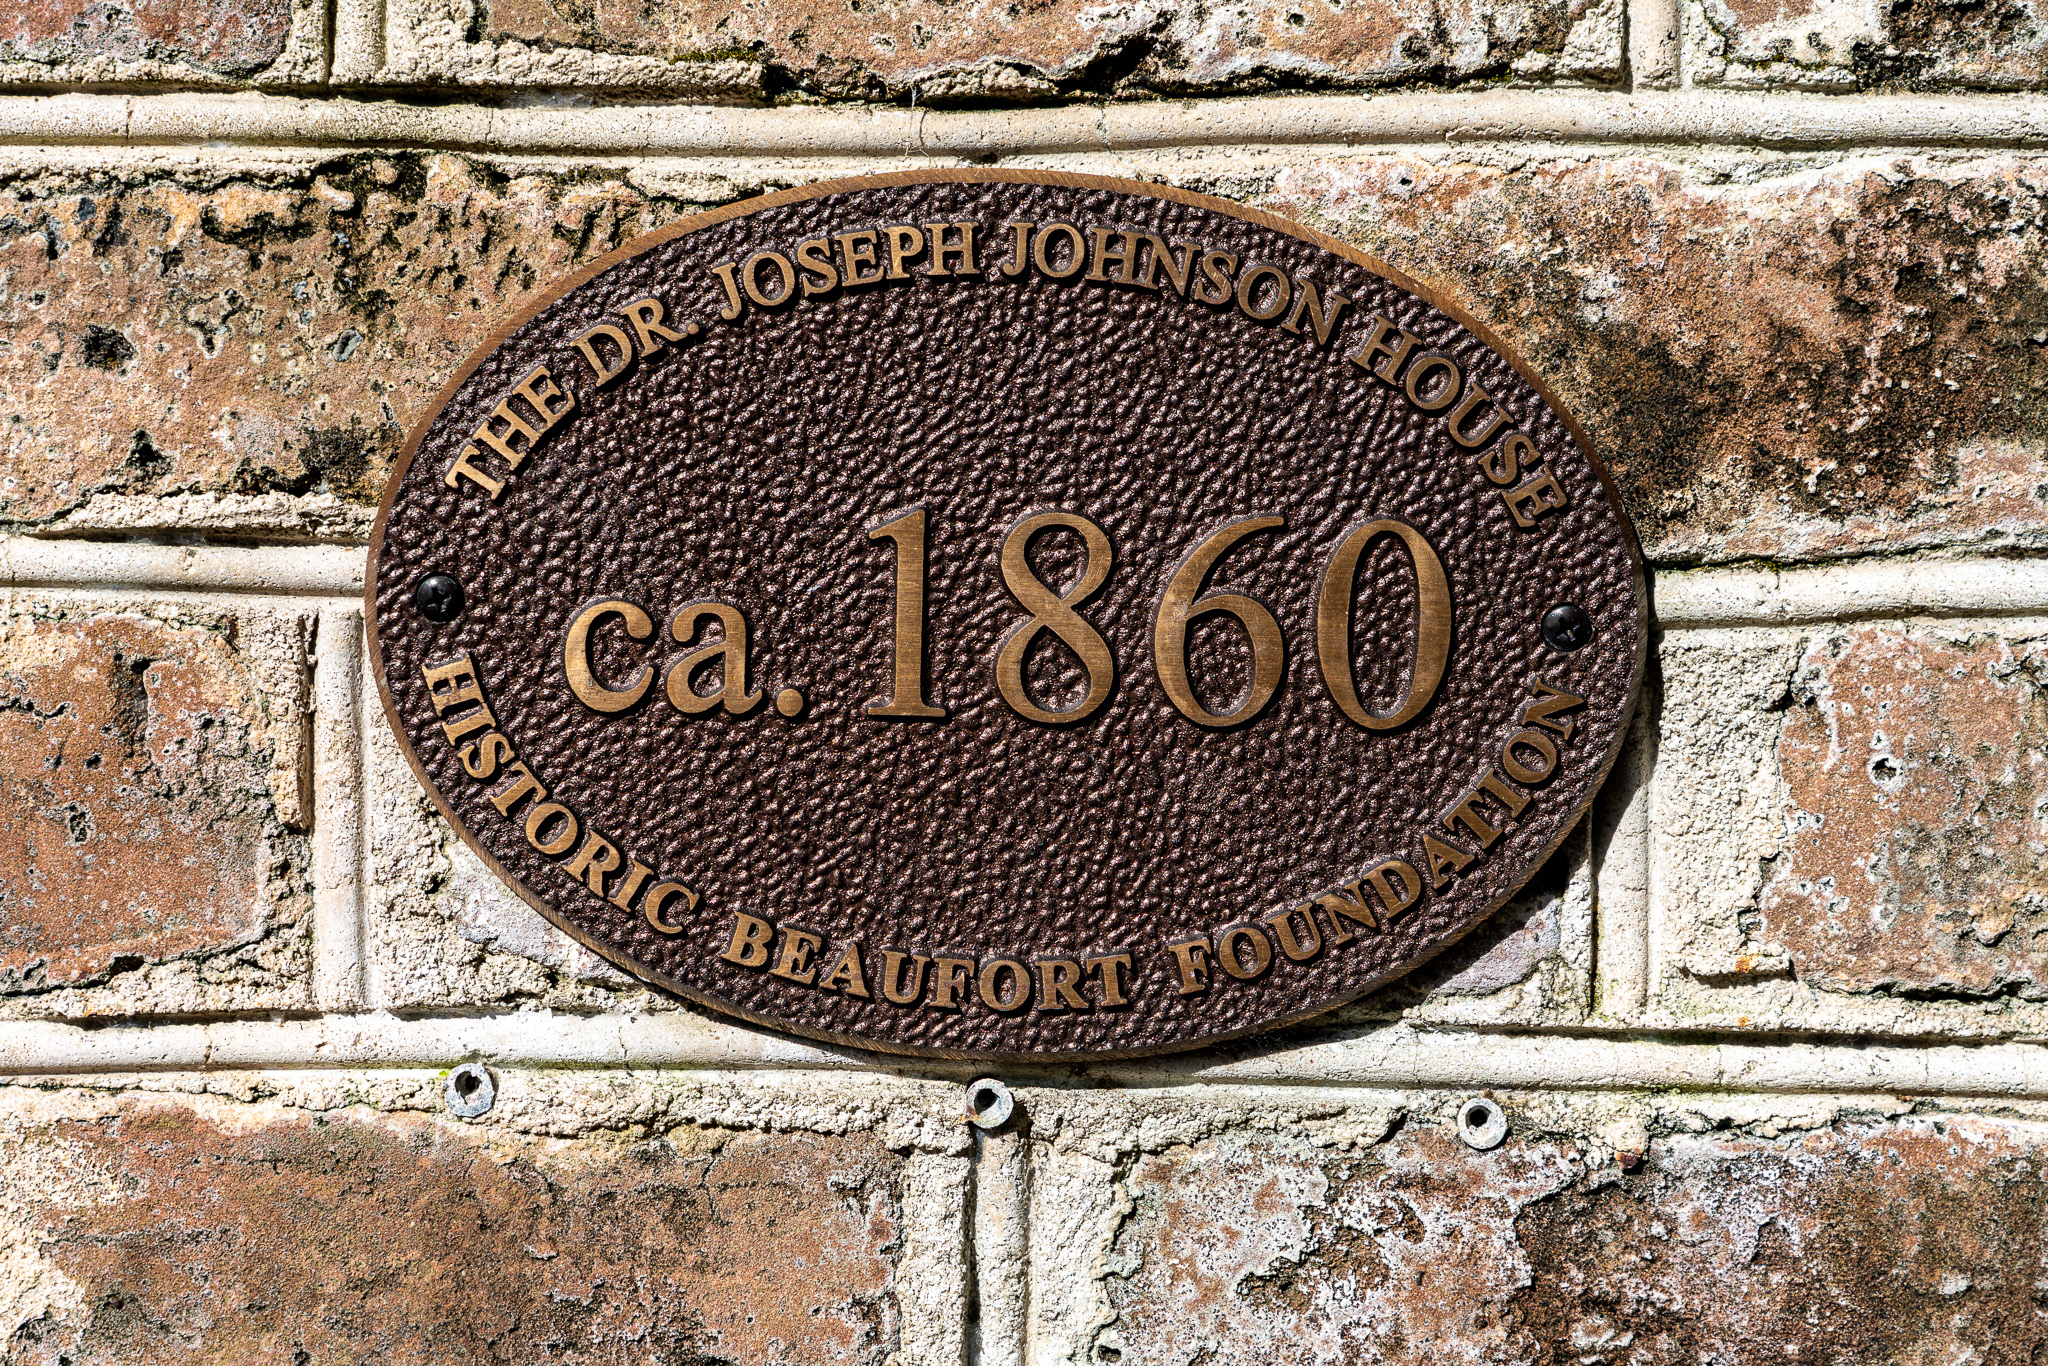 THE DR. JOSEPH JOHNSON HOUSE
ca. 1860
HISTORIC BEAUFORT FOUNDATION